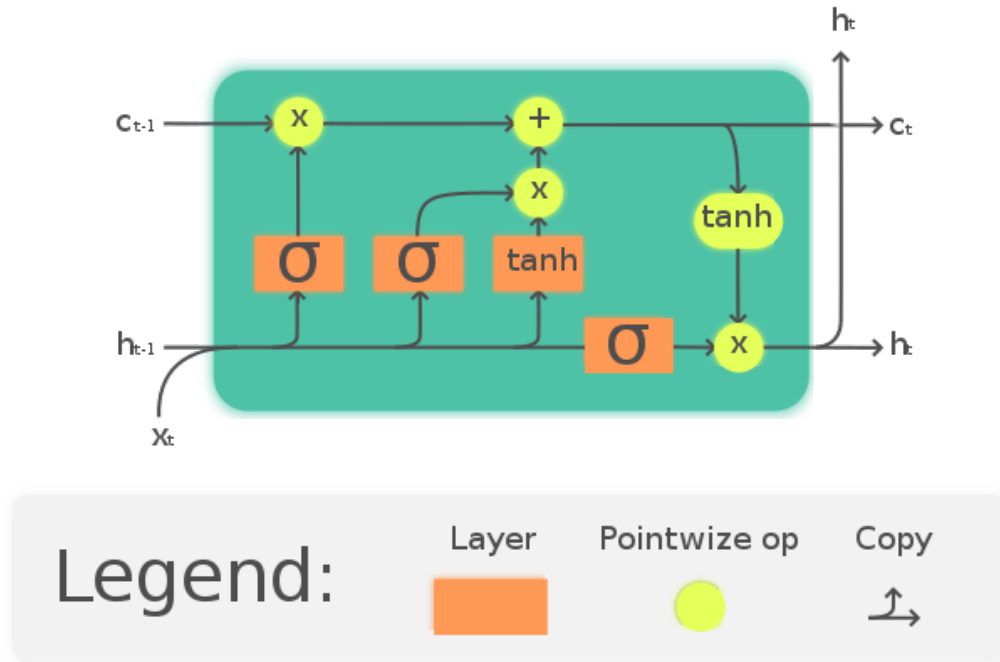 ht
ct-1 x + ct
x
tanh
σ σ tanh
ht-1 σ x ht
xt
Legend:
Layer Pointwize op Copy